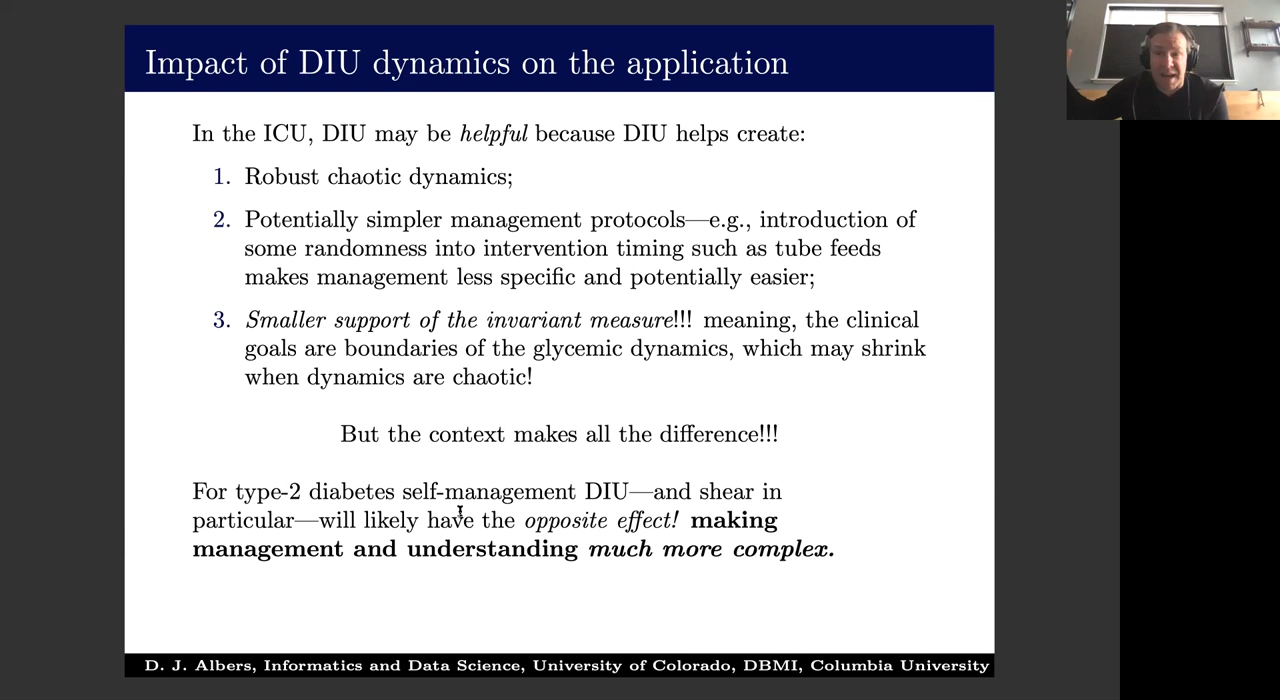 Impact of DIU dynamics on the application
In the ICU, DIU may be helpful because DIU helps create:
1. Robust chaotic dynamics;
2. Potentially simpler management protocols—e.g., introduction of
some randomness into intervention timing such as tube feeds
makes management less specific and potentially easier;
3. Smaller support of the invariant measure!!! meaning, the clinical
goals are boundaries of the glycemic dynamics, which may shrink
when dynamics are chaotic!
But the context makes all the difference!!!
For type-2 diabetes self-management DIU—and shear in
particular—will likely have the opposite effect! making
management and understanding much more complex.
D. J. Albers, Informatics and Data Science, University of Colorado, DBMI, Columbia University